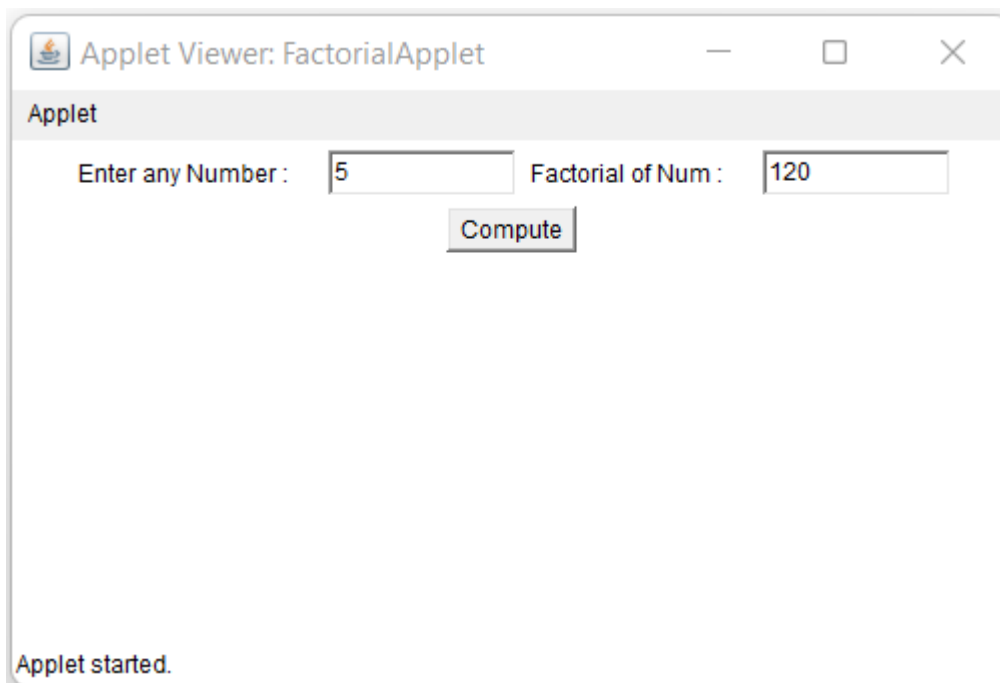 Applet Viewer: FactorialApplet
Applet
Enter any Number : 5 Factorial of Num : 120
Compute
Applet started.